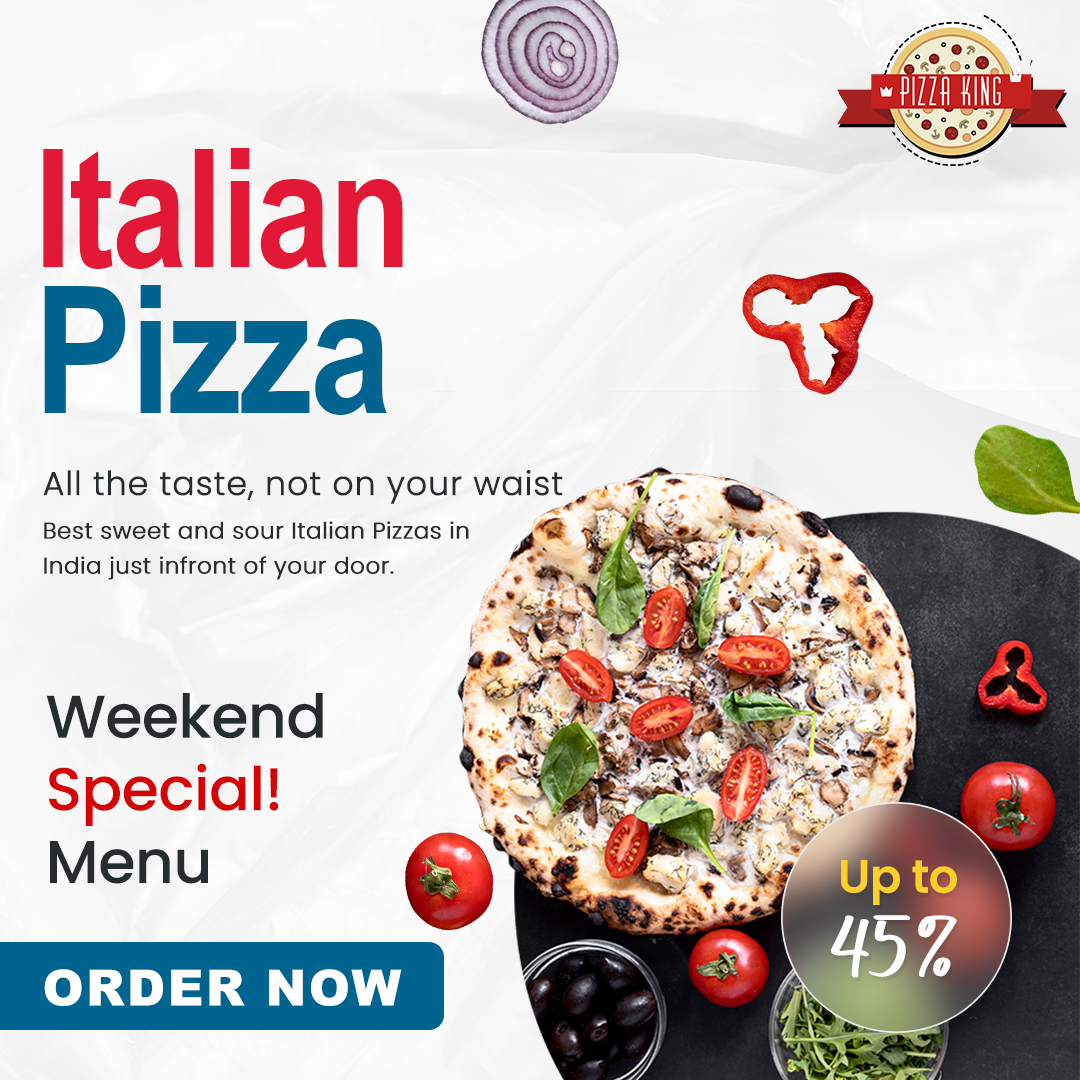 PIZZA KING
Italian
Pizza
All the taste, not on your waist
Best sweet and sour Italian Pizzas in
India just infront of your door.
Weekend
Special!
Menu
Up to
45%
ORDER NOW